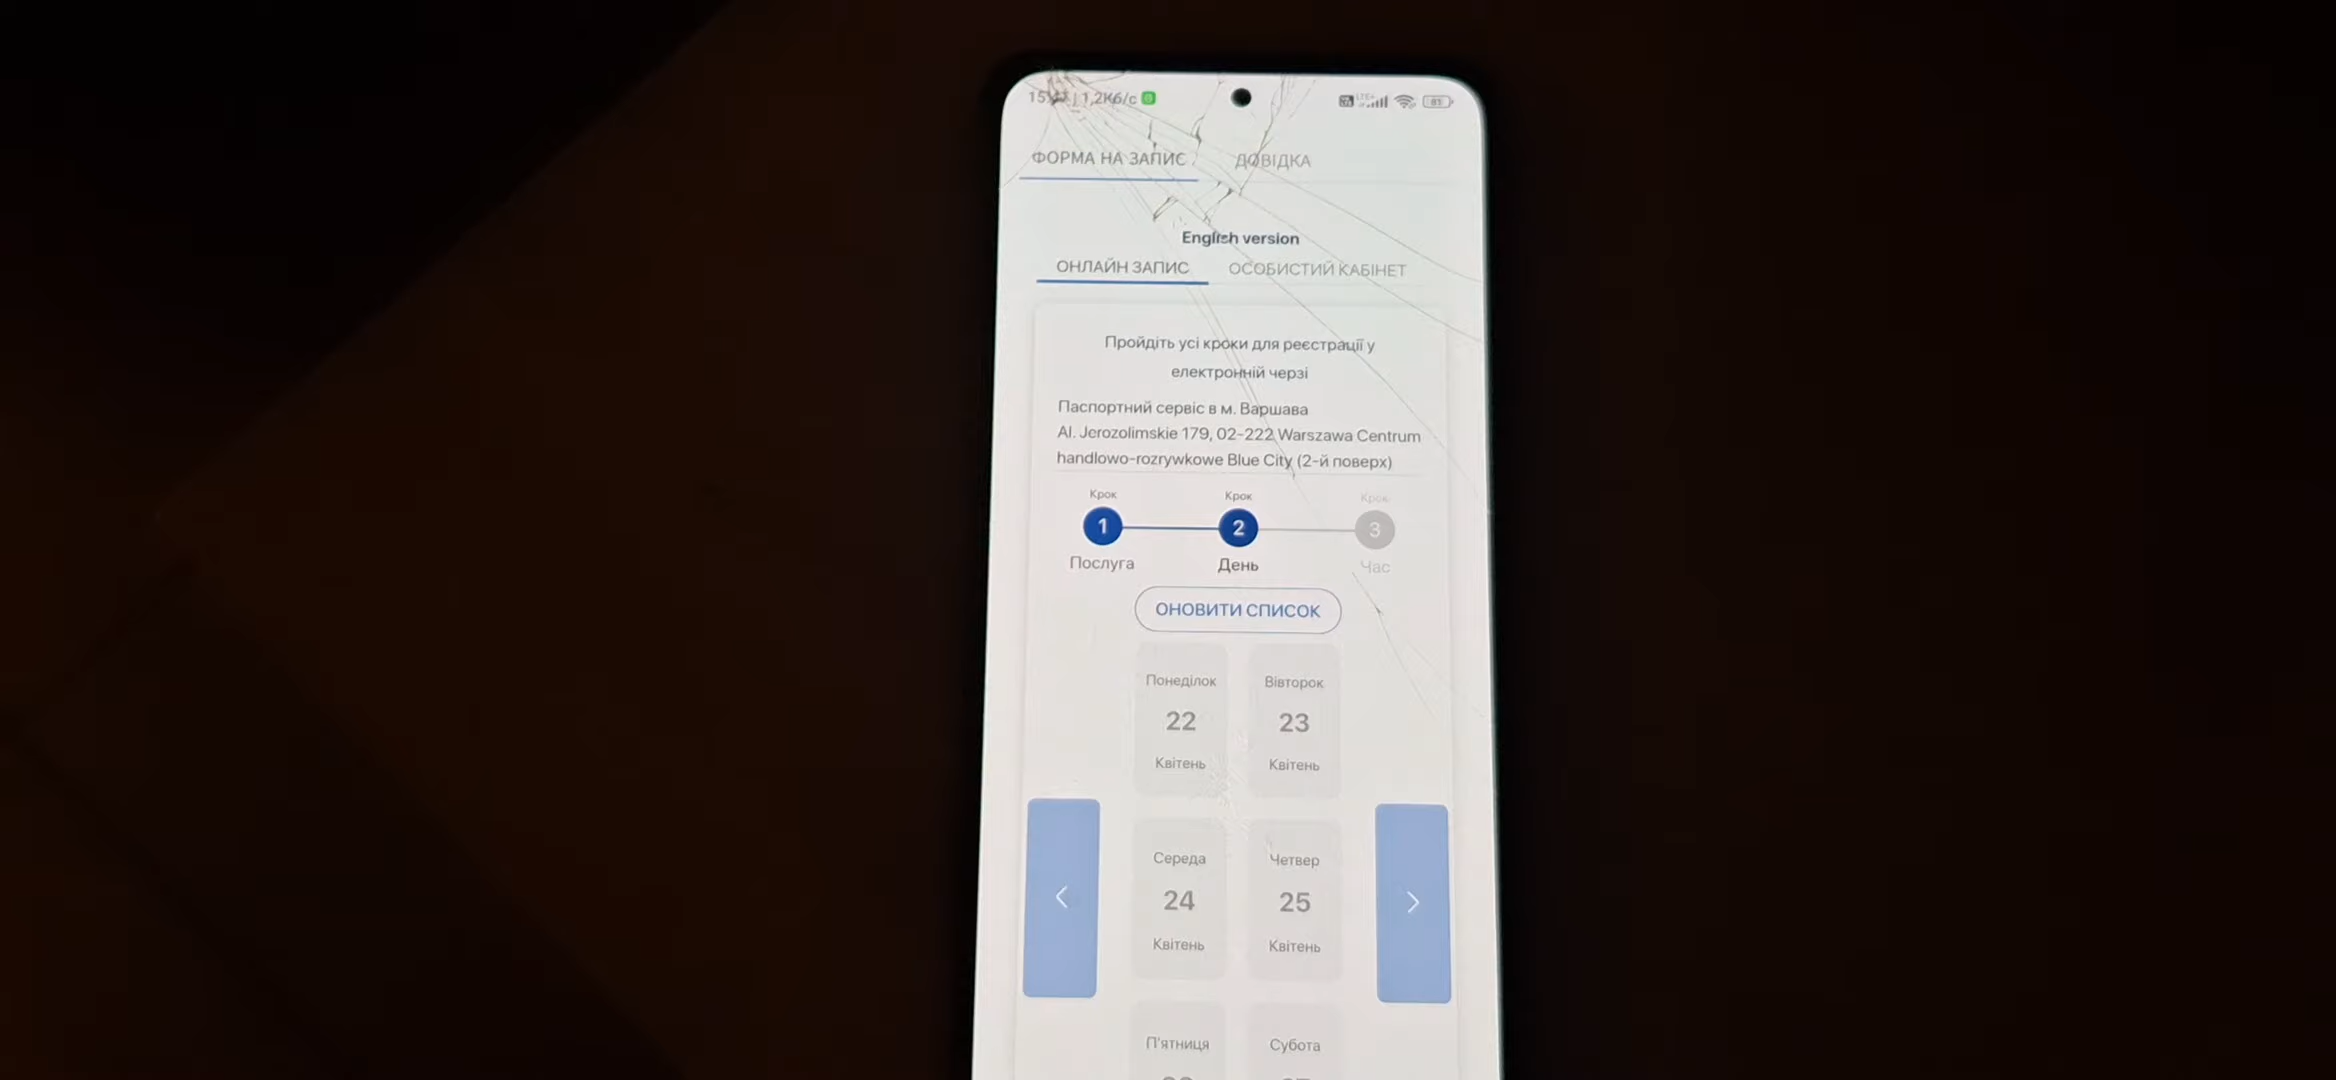 1,2Кб/с
81
ФОРМА НА ЗАПИС
ДОВІДКА
English version
ОНЛАЙН ЗАПИС
ОСОБИСТИЙ КАБІНЕТ
Пройдіть усі кроки для реєстрації у
електронній черзі
Паспортний сервіс в м. Варшава
Al. Jerozolimskie 179, 02-222 Warszawa Centrum
handlowo-rozrywkowe Blue City (2-й поверх)
Крок
Крок
Крок
1
2
3
Послуга
День
Час
ОНОВИТИ СПИСОК
Понеділок
Вівторок
22
23
Квітень
Квітень
Середа
Четвер
24
25
Квітень
Квітень
П'ятниця
Субота